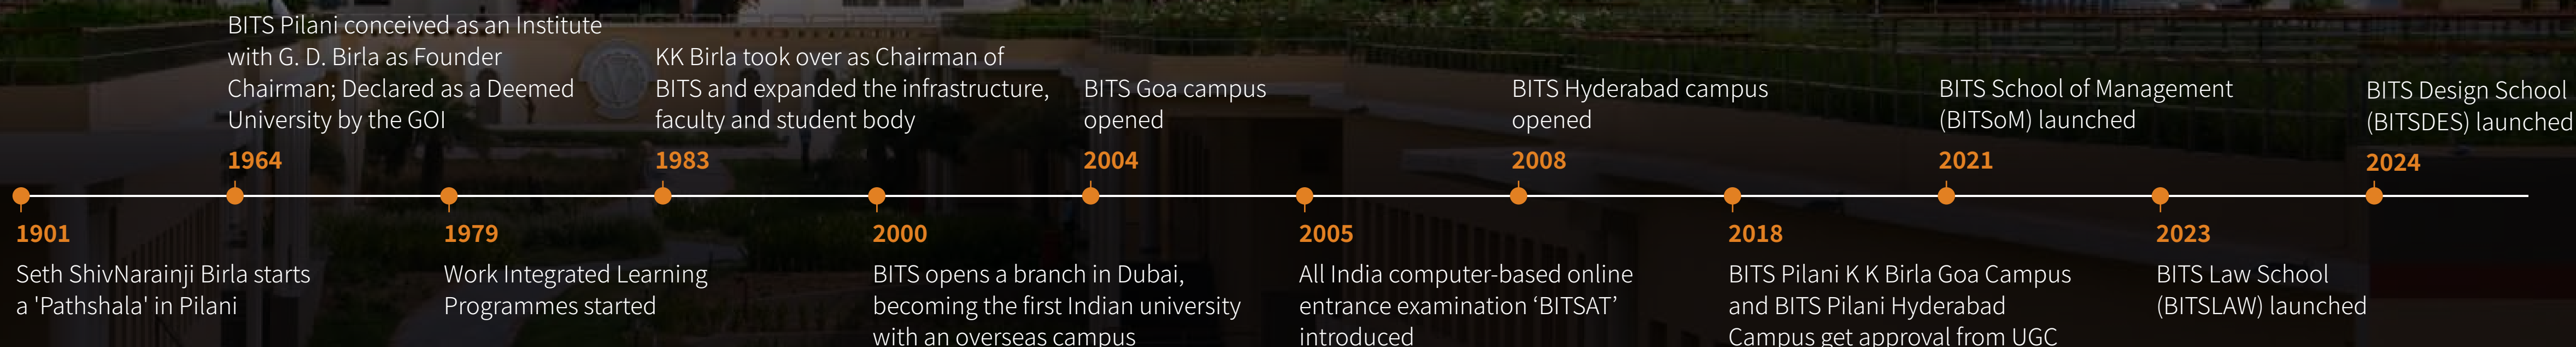 1901
Seth ShivNarainji Birla starts
a 'Pathshala' in Pilani
BITS Pilani conceived as an Institute
with G. D. Birla as Founder
Chairman; Declared as a Deemed
University by the GOI
1964
1979
Work Integrated Learning
Programmes started
KK Birla took over as Chairman of
BITS and expanded the infrastructure,
faculty and student body
1983
2000
BITS opens a branch in Dubai,
becoming the first Indian university
with an overseas campus
BITS Goa campus
opened
2004
2005
All India computer-based online
entrance examination ‘BITSAT’
introduced
BITS Hyderabad campus
opened
2008
2018
BITS Pilani K K Birla Goa Campus
and BITS Pilani Hyderabad
Campus get approval from UGC
BITS School of Management
(BITSoM) launched
2021
2023
BITS Law School
(BITSLAW) launched
BITS Design School
(BITSDES) launched
2024